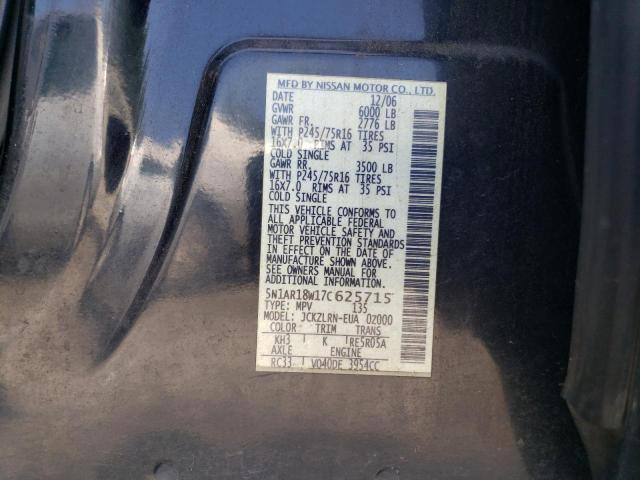 MFD BY NISSAN MOTOR CO., LTD.
DATE 12/06
GVWR 6000 LB
GAWR FR. 2776 LB
WITH P245/75R16 TIRES
16X7.0 RIMS AT 35 PSI
COLD SINGLE
GAWR RR. 3500 LB
WITH P245/75R16 TIRES
16X7.0 RIMS AT 35 PSI
COLD SINGLE
THIS VEHICLE CONFORMS TO
ALL APPLICABLE FEDERAL
MOTOR VEHICLE SAFETY AND
THEFT PREVENTION STANDARDS
IN EFFECT ON THE DATE OF
MANUFACTURE SHOWN ABOVE.
SEE OWNERS MANUAL FOR
ADDITIONAL INFORMATION.
5N1AR18W17C625715
TYPE: MPV 135
MODEL: JCKZLRN-EUA 02000
COLOR TRIM TRANS
KH3 K RE5R05A
AXLE ENGINE
RC33 VQ40DE 3954CC